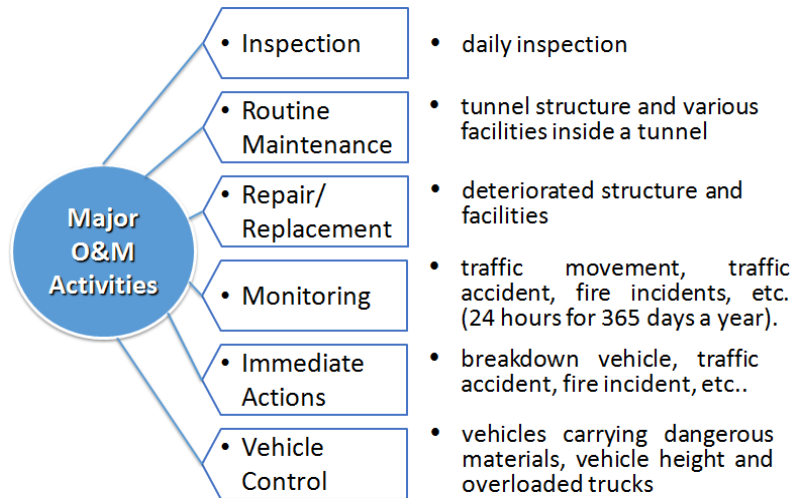 Major
O&M
Activities
• Inspection
• daily inspection
• Routine
Maintenance
• tunnel structure and various
facilities inside a tunnel
• Repair/
Replacement
• deteriorated structure and
facilities
• Monitoring
• traffic movement, traffic
accident, fire incidents, etc.
(24 hours for 365 days a year).
• Immediate
Actions
• breakdown vehicle, traffic
accident, fire incident, etc..
• Vehicle
Control
• vehicles carrying dangerous
materials, vehicle height and
overloaded trucks